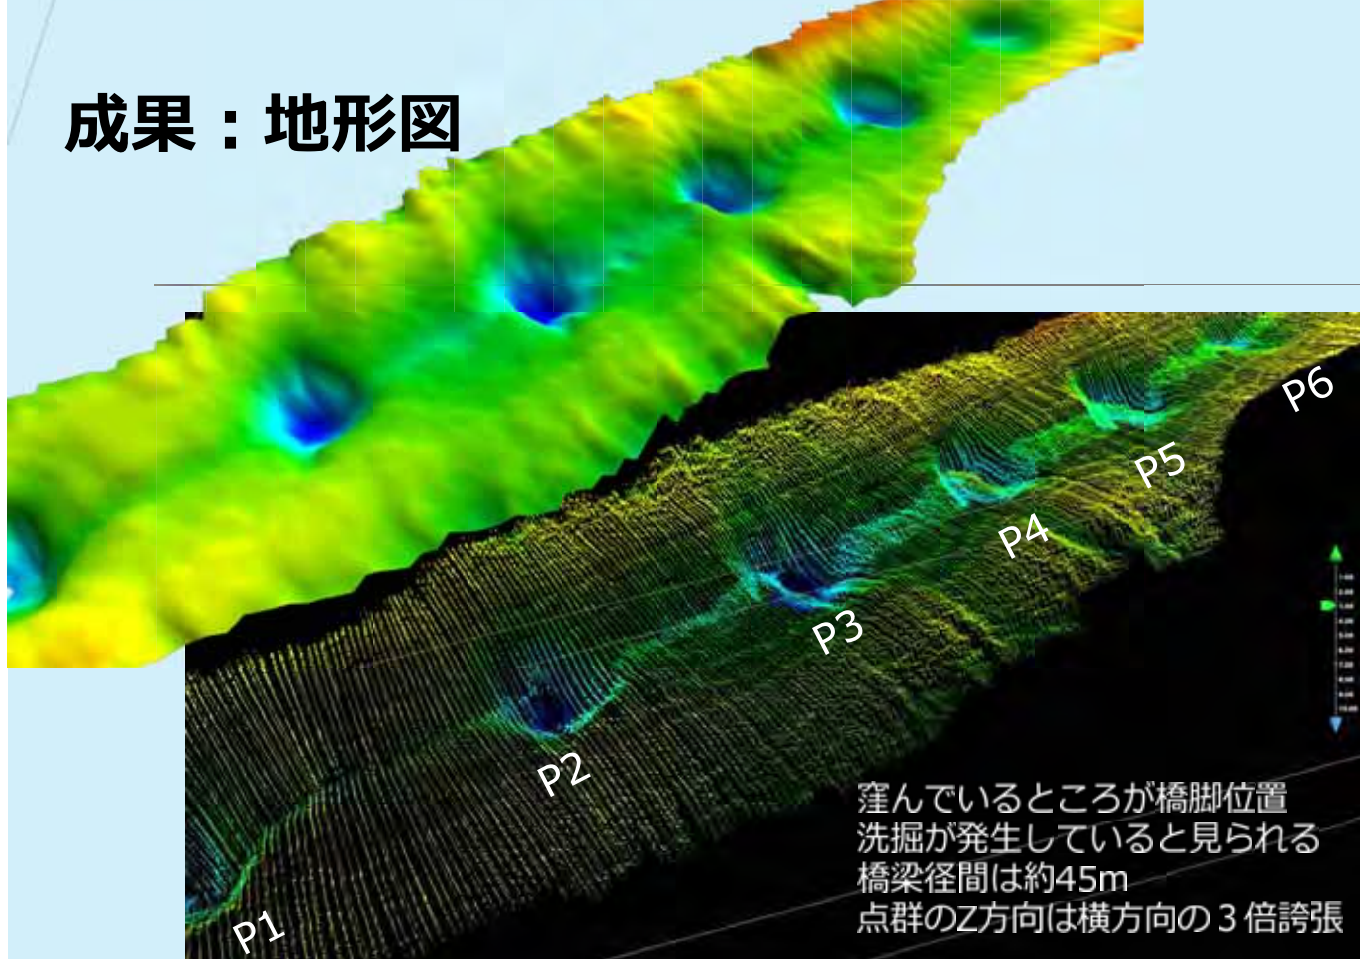 成果：地形図
P6
P5
P4
P3
P2
P1
窪んでいるところが橋脚位置
洗掘が発生していると見られる
橋梁径間は約45m
点群のZ方向は横方向の３倍誇張